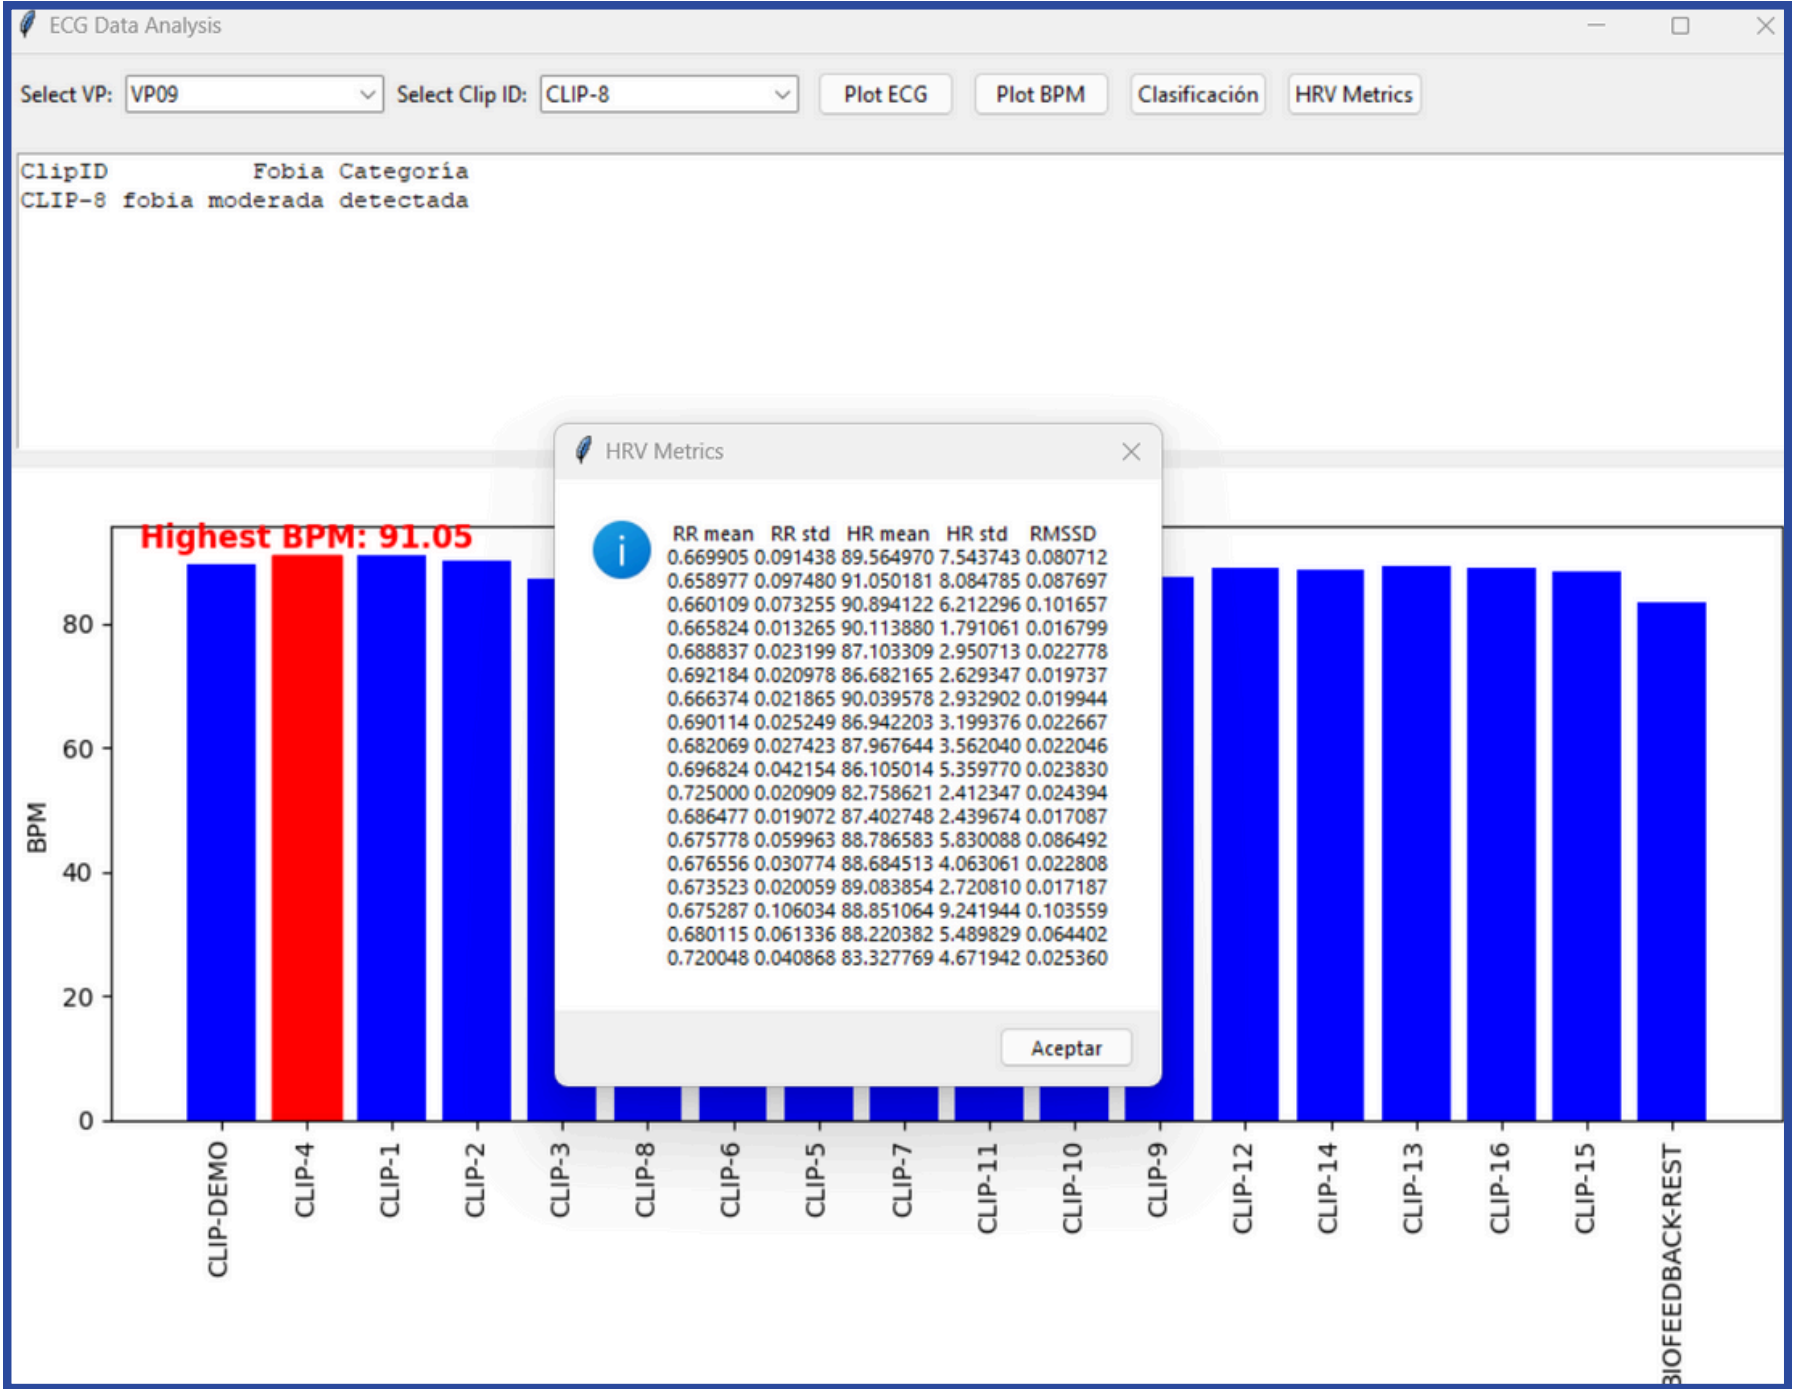 ECG Data Analysis
Select VP: VP09 Select Clip ID: CLIP-8 Plot ECG Plot BPM Clasificación HRV Metrics
ClipID Fobia Categoría
CLIP-8 fobia moderada detectada
HRV Metrics
RR mean RR std HR mean HR std RMSSD
0.669905 0.091438 89.564970 7.543743 0.080712
0.658977 0.097480 91.050181 8.084785 0.087697
0.660109 0.073255 90.894122 6.212296 0.101657
0.665824 0.013265 90.113880 1.791061 0.016799
0.688837 0.023199 87.103309 2.950713 0.022778
0.692184 0.020978 86.682165 2.629347 0.019737
0.666374 0.021865 90.039578 2.932902 0.019944
0.690114 0.025249 86.942203 3.199376 0.022667
0.682069 0.027423 87.967644 3.562040 0.022046
0.696824 0.042154 86.105014 5.359770 0.023830
0.725000 0.020909 82.758621 2.412347 0.024394
0.686477 0.019072 87.402748 2.439674 0.017087
0.675778 0.059963 88.786583 5.830088 0.086492
0.676556 0.030774 88.684513 4.063061 0.022808
0.673523 0.020059 89.083854 2.720810 0.017187
0.675287 0.106034 88.851064 9.241944 0.103559
0.680115 0.061336 88.220382 5.489829 0.064402
0.720048 0.040868 83.327769 4.671942 0.025360
Aceptar
Highest BPM: 91.05
BPM
80
60
40
20
0
CLIP-DEMO
CLIP-4
CLIP-1
CLIP-2
CLIP-3
CLIP-8
CLIP-6
CLIP-5
CLIP-7
CLIP-11
CLIP-10
CLIP-9
CLIP-12
CLIP-14
CLIP-13
CLIP-16
CLIP-15
BIOFEEDBACK-REST